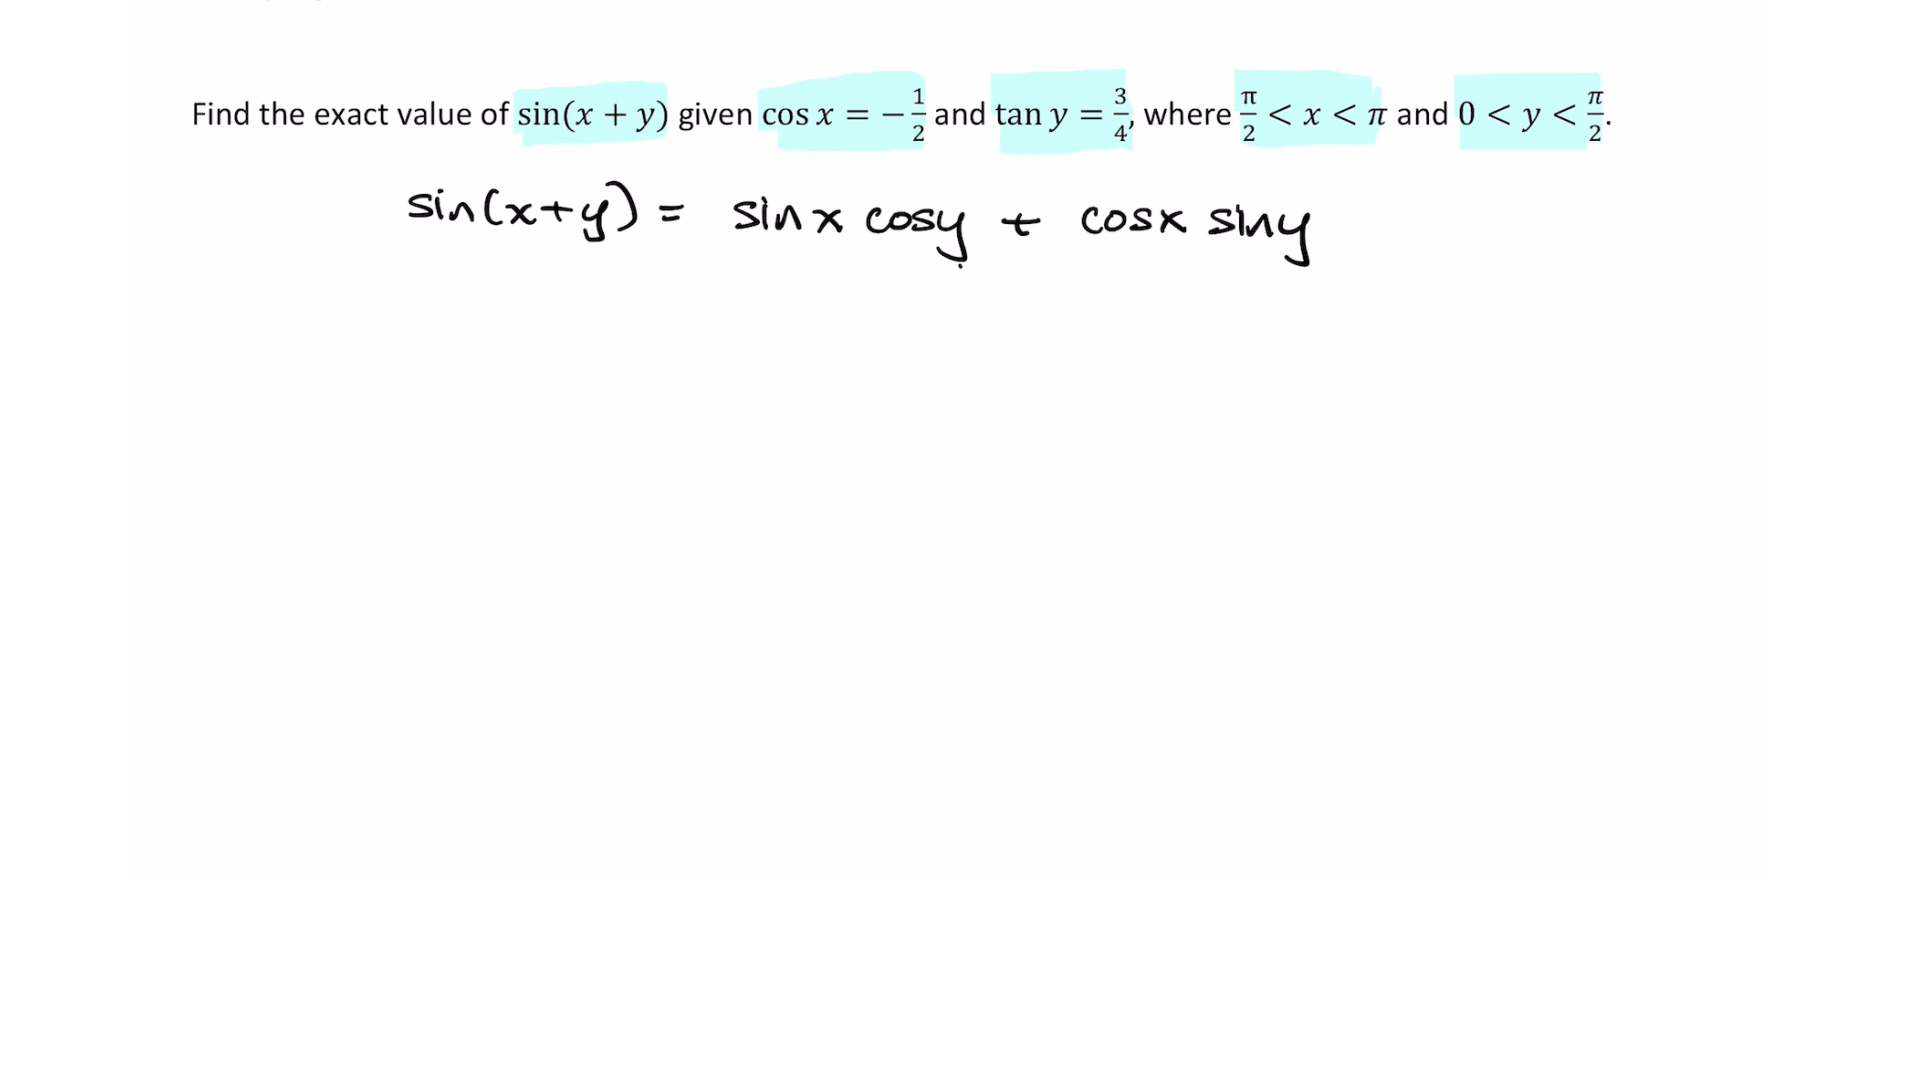 Find the exact value of sin(x + y) given cos x = −1/2 and tan y = 3/4, where π/2 < x < π and 0 < y < π/2.
sin(x+y) = sinx cosy + cosx siny